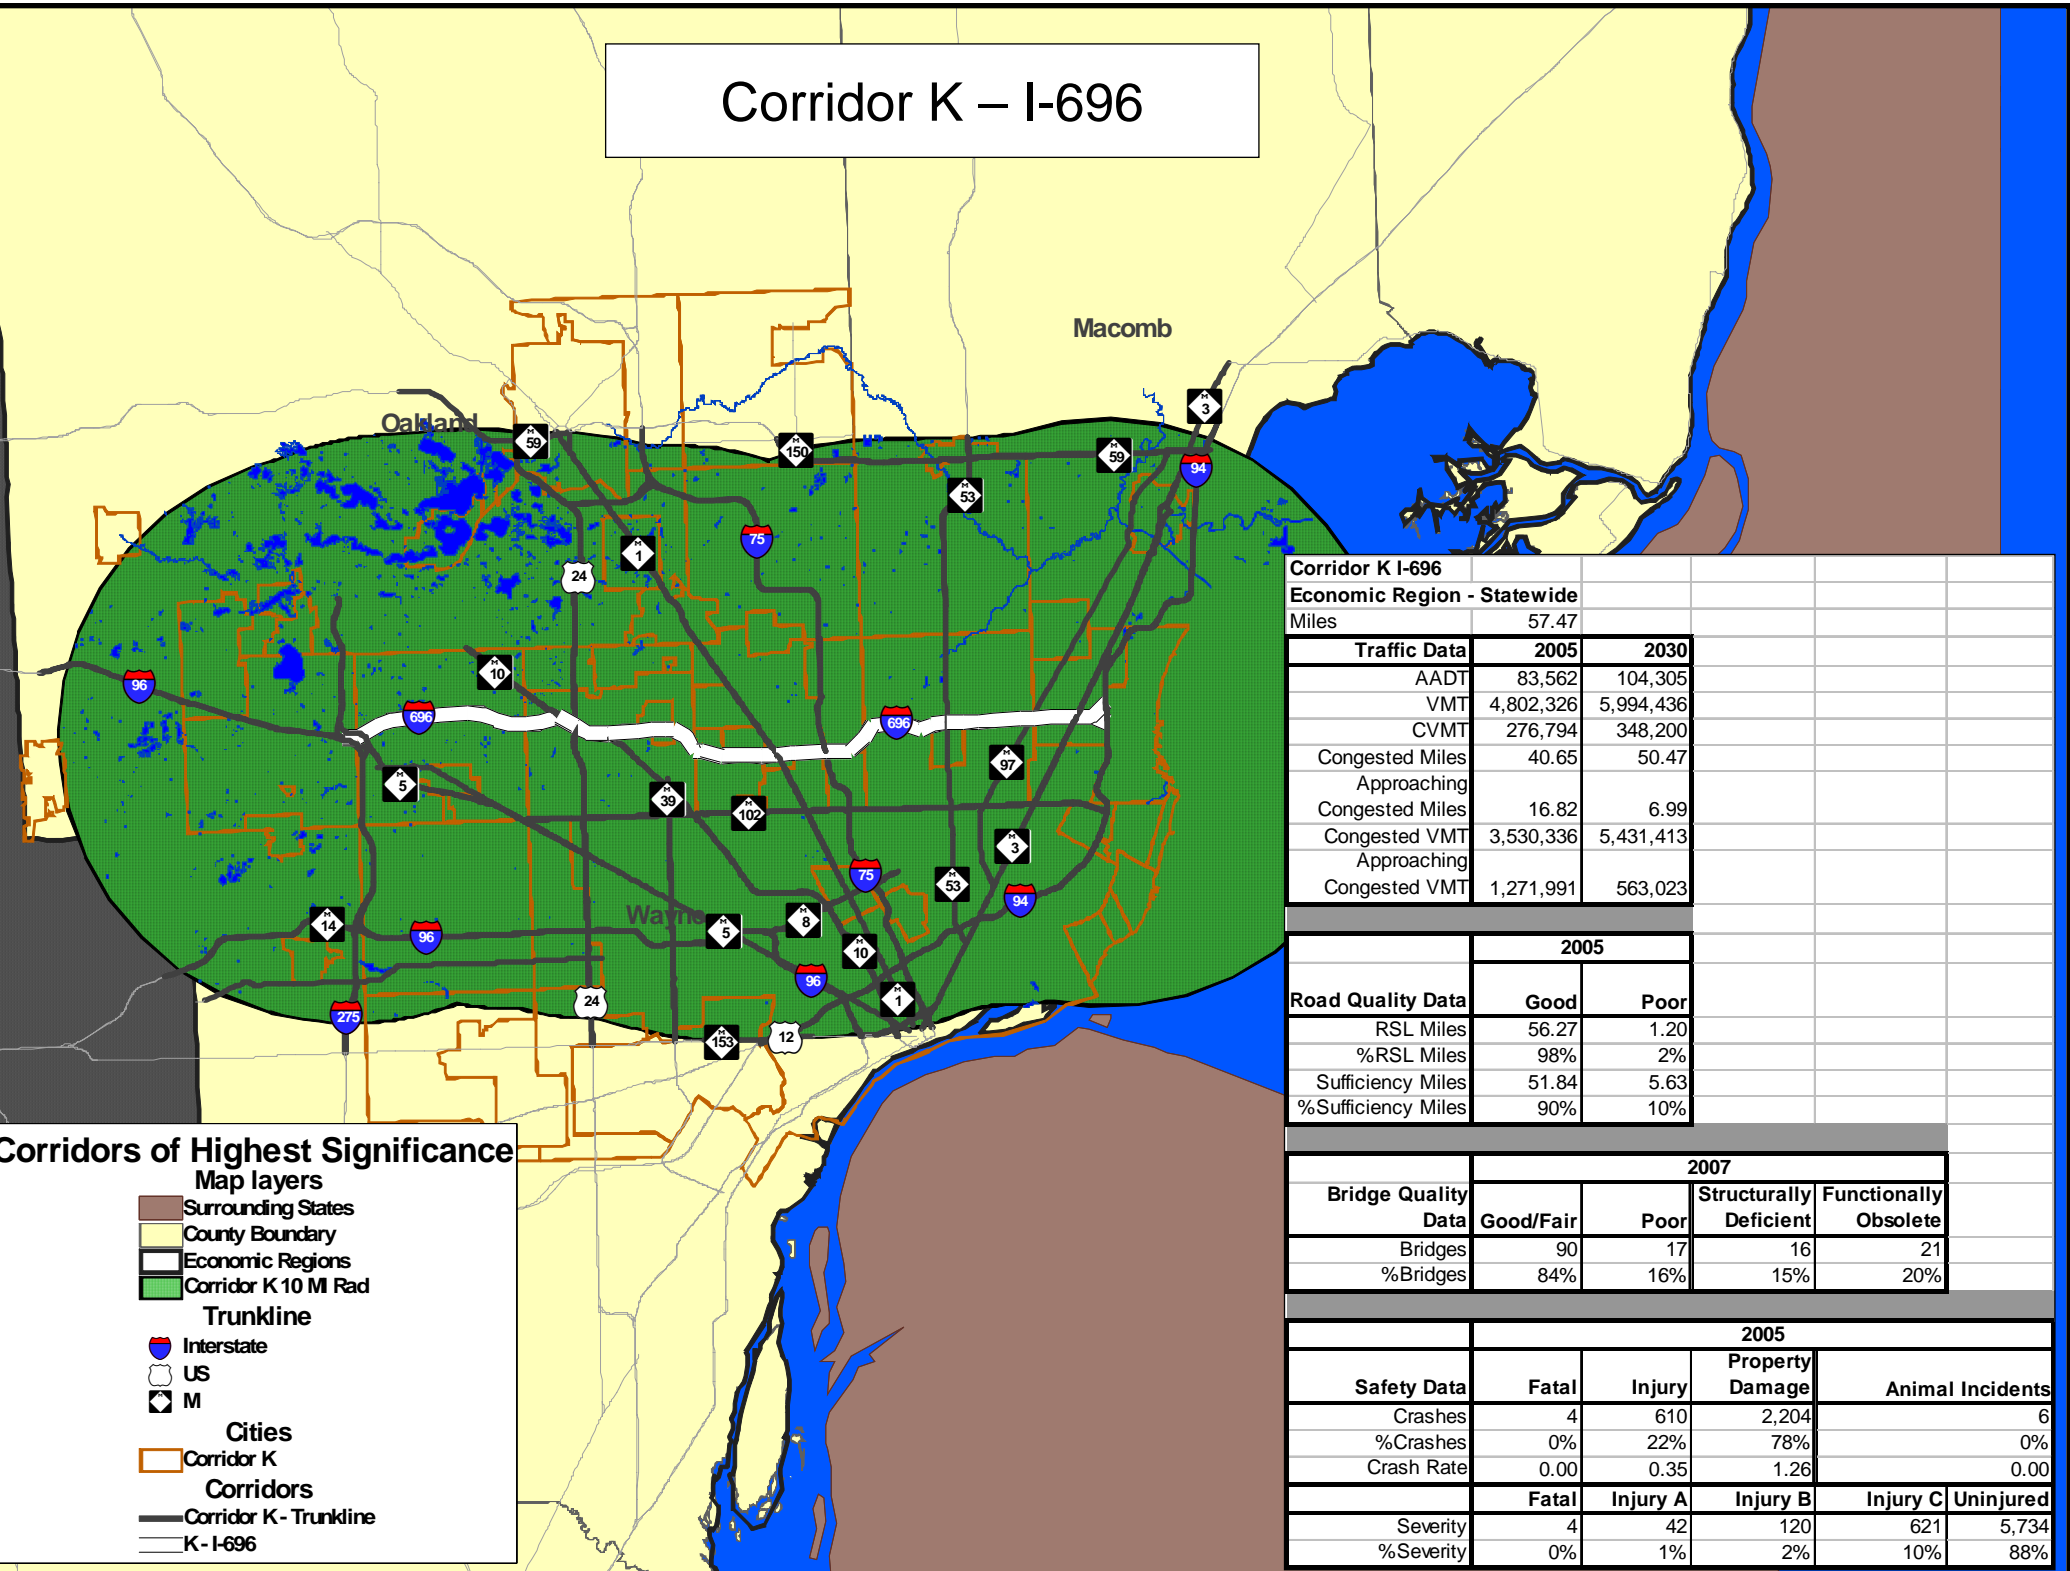 Corridor K – I-696
Macomb
Oakland
Wayne
M 3
M 59
M 150
M 59
94
M 53
75
M 1
24
M 10
96
696
696
M 97
M 5
M 39
M 102
M 3
75
M 53
94
M 14
96
M 5
M 8
M 10
96
M 1
24
275
M 153
12
Corridor K I-696
Economic Region - Statewide
Miles 57.47
Traffic Data 2005 2030
AADT 83,562 104,305
VMT 4,802,326 5,994,436
CVMT 276,794 348,200
Congested Miles 40.65 50.47
Approaching
Congested Miles 16.82 6.99
Congested VMT 3,530,336 5,431,413
Approaching
Congested VMT 1,271,991 563,023
2005
Road Quality Data Good Poor
RSL Miles 56.27 1.20
%RSL Miles 98% 2%
Sufficiency Miles 51.84 5.63
%Sufficiency Miles 90% 10%
2007
Bridge Quality Structurally Functionally
Data Good/Fair Poor Deficient Obsolete
Bridges 90 17 16 21
%Bridges 84% 16% 15% 20%
2005
Property
Safety Data Fatal Injury Damage Animal Incidents
Crashes 4 610 2,204 6
%Crashes 0% 22% 78% 0%
Crash Rate 0.00 0.35 1.26 0.00
Fatal Injury A Injury B Injury C Uninjured
Severity 4 42 120 621 5,734
%Severity 0% 1% 2% 10% 88%
Corridors of Highest Significance
Map layers
Surrounding States
County Boundary
Economic Regions
Corridor K 10 MI Rad
Trunkline
Interstate
US
M M
Cities
Corridor K
Corridors
Corridor K - Trunkline
K - I-696